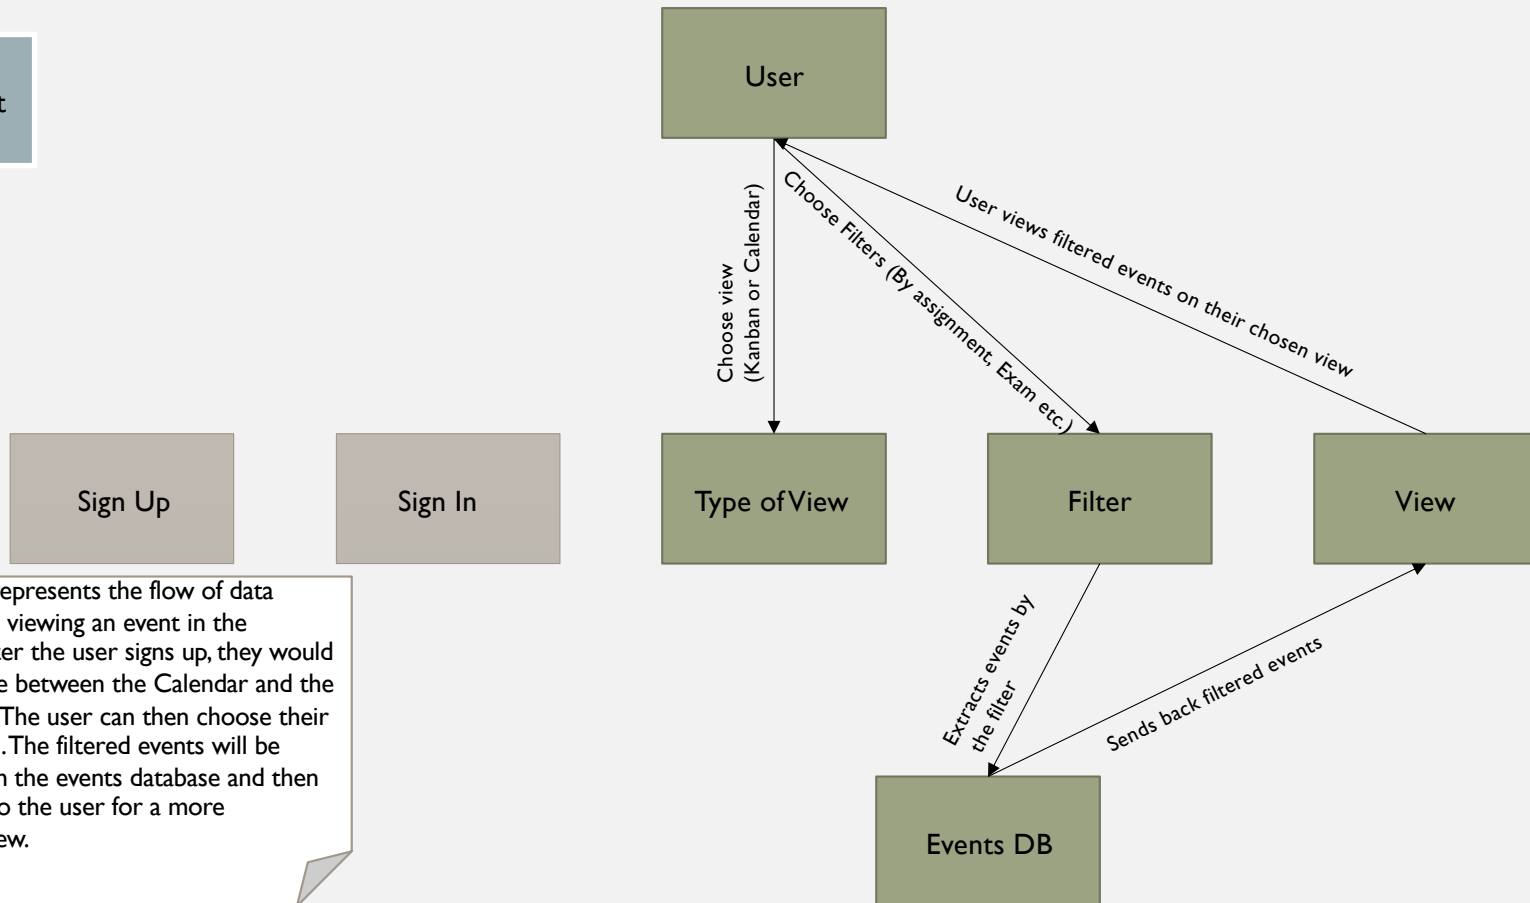 User
t
Choose view
(Kanban or Calendar)
Choose Filters (By assignment, Exam etc.)
User views filtered events on their chosen view
Sign Up
Sign In
Type of View
Filter
View
epresents the flow of data
viewing an event in the
er the user signs up, they would
e between the Calendar and the
The user can then choose their
. The filtered events will be
n the events database and then
o the user for a more
ew.
Extracts events by
the filter
Sends back filtered events
Events DB